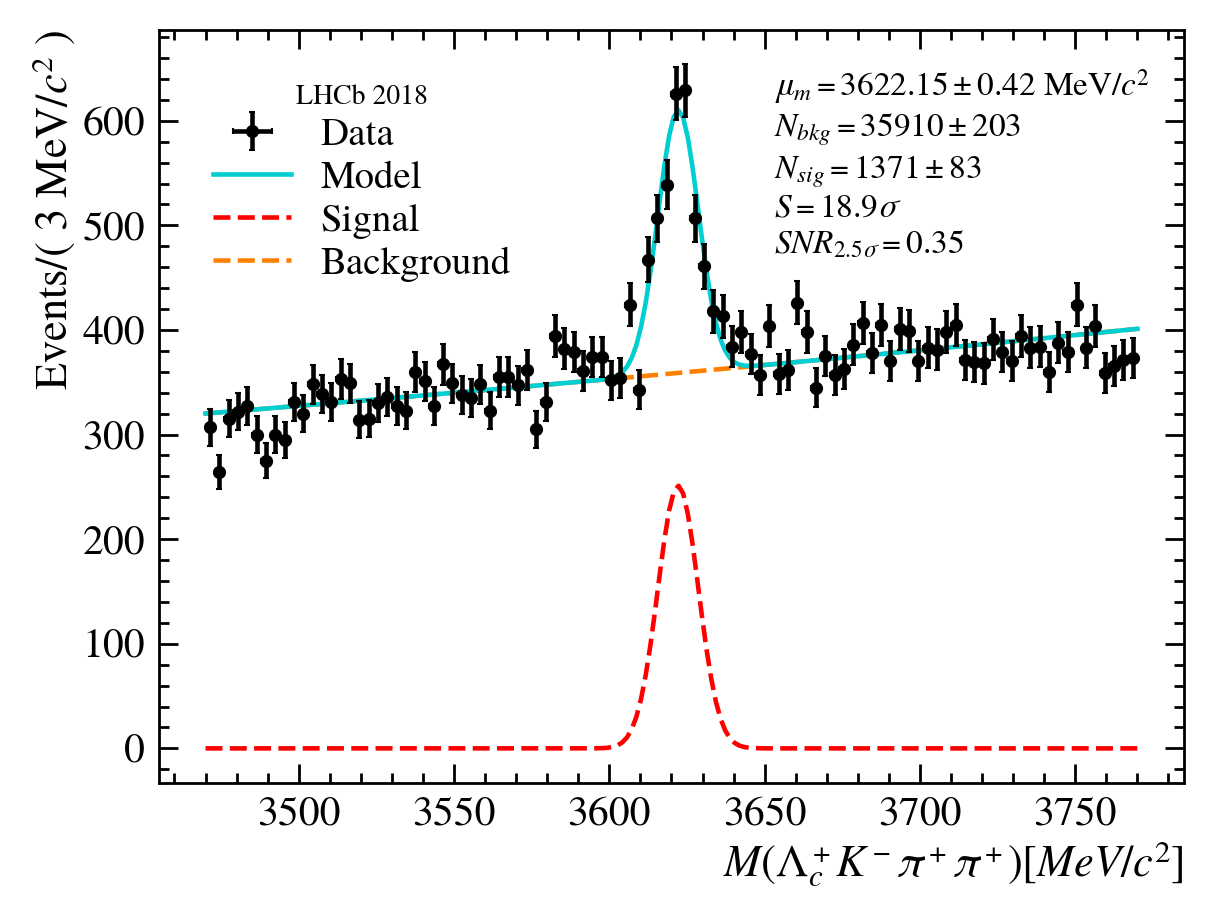 Events/( 3 MeV/c² )
600
500
400
300
200
100
0
LHCb 2018
Data
Model
Signal
Background
μₘ = 3622.15 ± 0.42 MeV/c²
N_bkg = 35910 ± 203
N_sig = 1371 ± 83
S = 18.9σ
SNR_2.5σ = 0.35
3500 3550 3600 3650 3700 3750
M(Λ_c⁺K⁻π⁺π⁺)[MeV/c²]